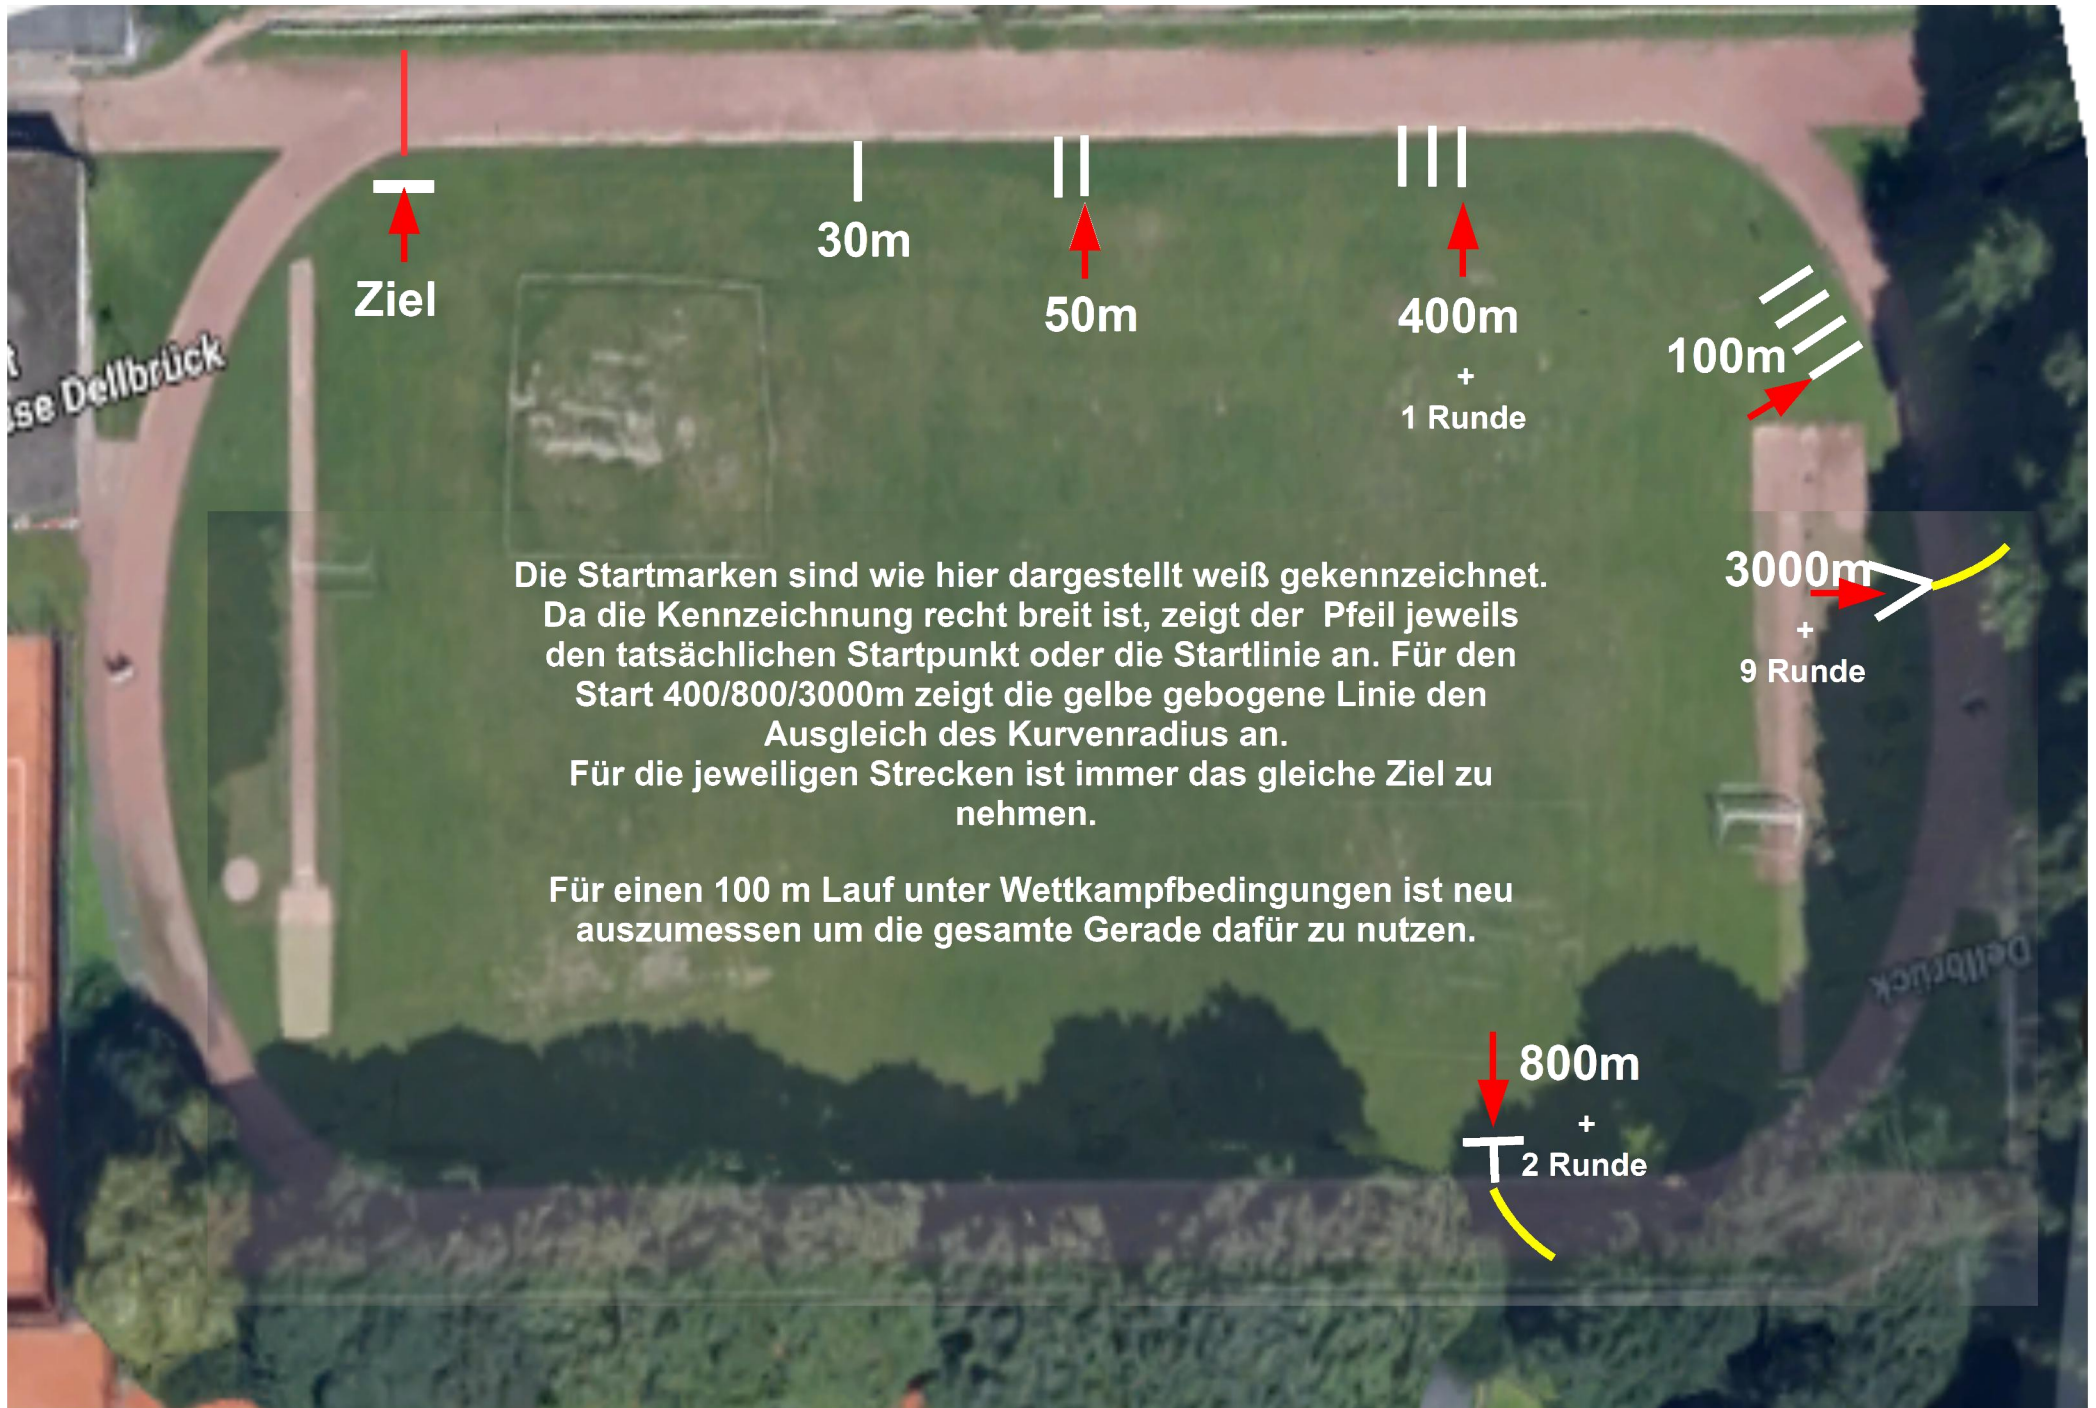 Ziel
30m
50m
400m
+
1 Runde
100m
t
se Dellbrück
Die Startmarken sind wie hier dargestellt weiß gekennzeichnet.
Da die Kennzeichnung recht breit ist, zeigt der  Pfeil jeweils
den tatsächlichen Startpunkt oder die Startlinie an. Für den
Start 400/800/3000m zeigt die gelbe gebogene Linie den
Ausgleich des Kurvenradius an.
Für die jeweiligen Strecken ist immer das gleiche Ziel zu
nehmen.
Für einen 100 m Lauf unter Wettkampfbedingungen ist neu
auszumessen um die gesamte Gerade dafür zu nutzen.
3000m
+
9 Runde
Dellbrück
800m
+
2 Runde